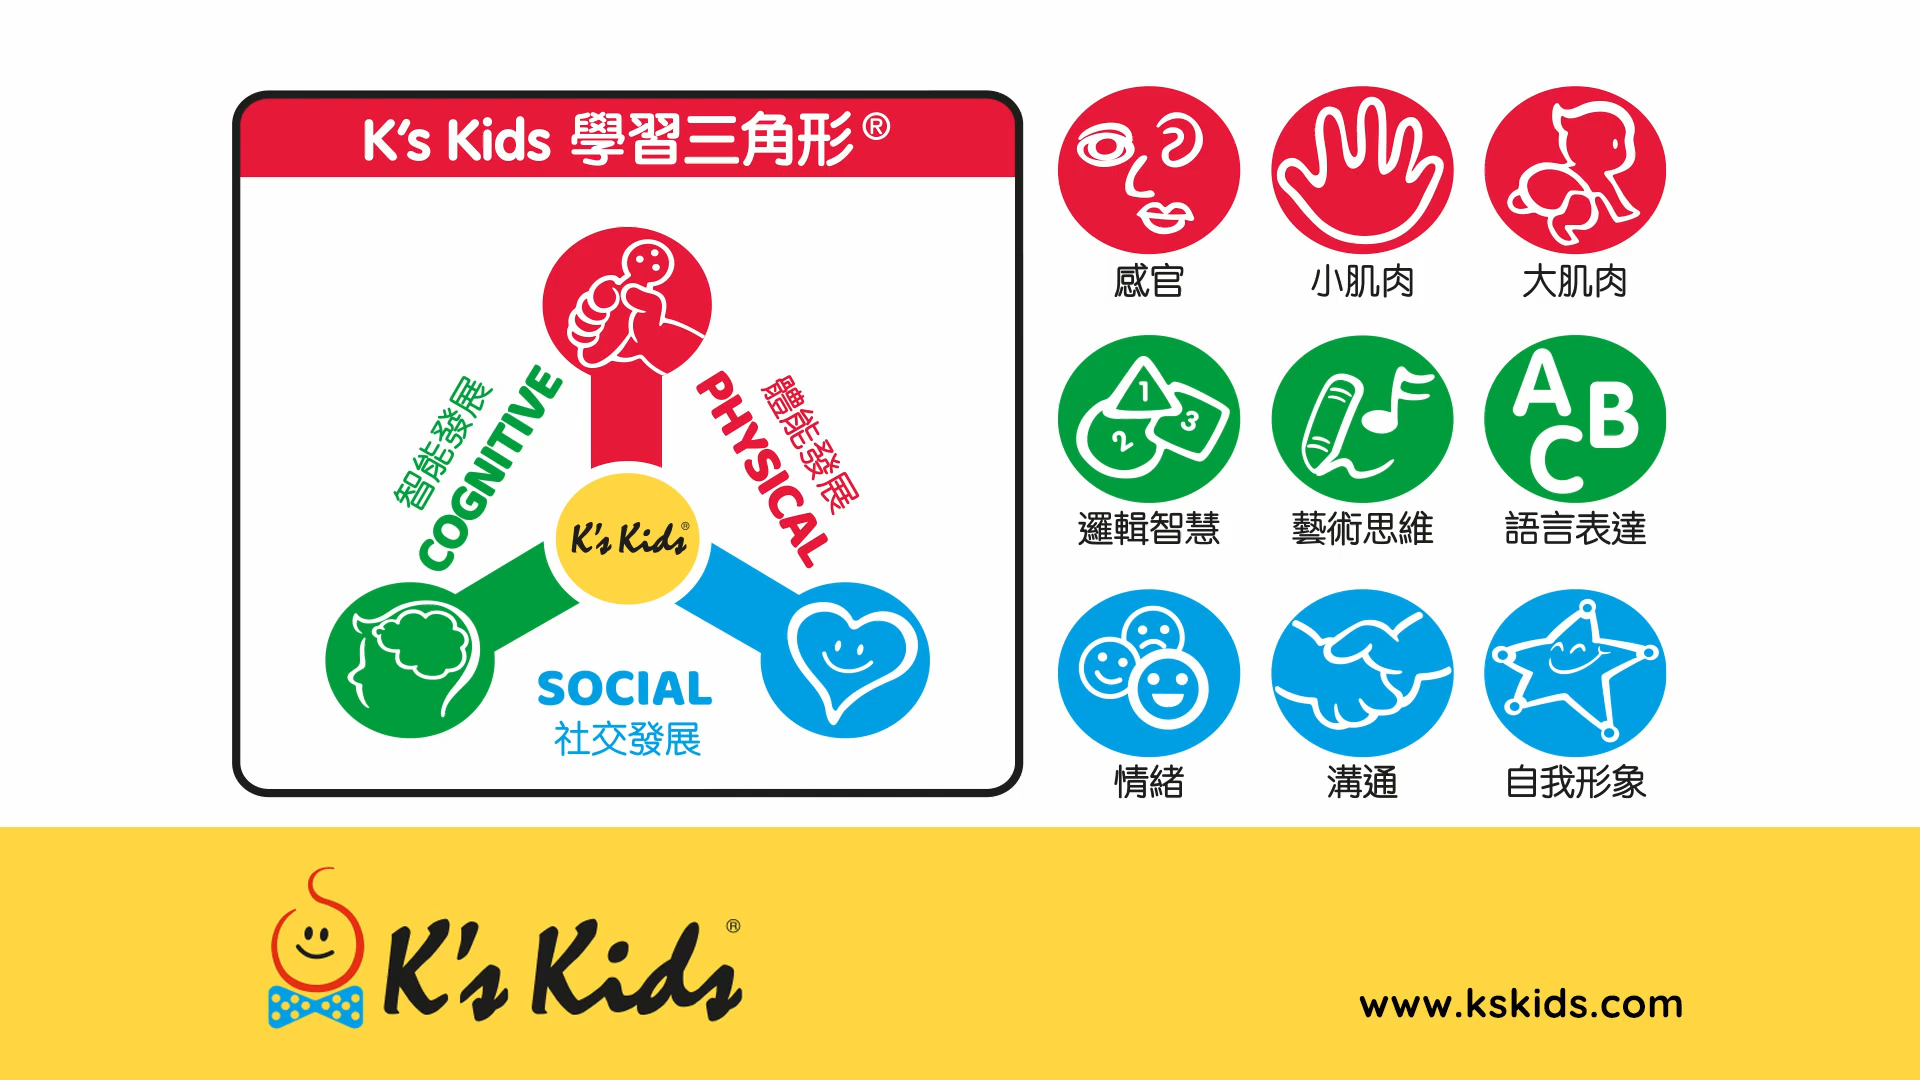 K's Kids 學習三角形®
智能發展
COGNITIVE
體能發展
PHYSICAL
K's Kids®
SOCIAL
社交發展
感官
小肌肉
大肌肉
1
2
3
邏輯智慧
藝術思維
A
B
C
語言表達
情緒
溝通
自我形象
K's Kids®
www.kskids.com